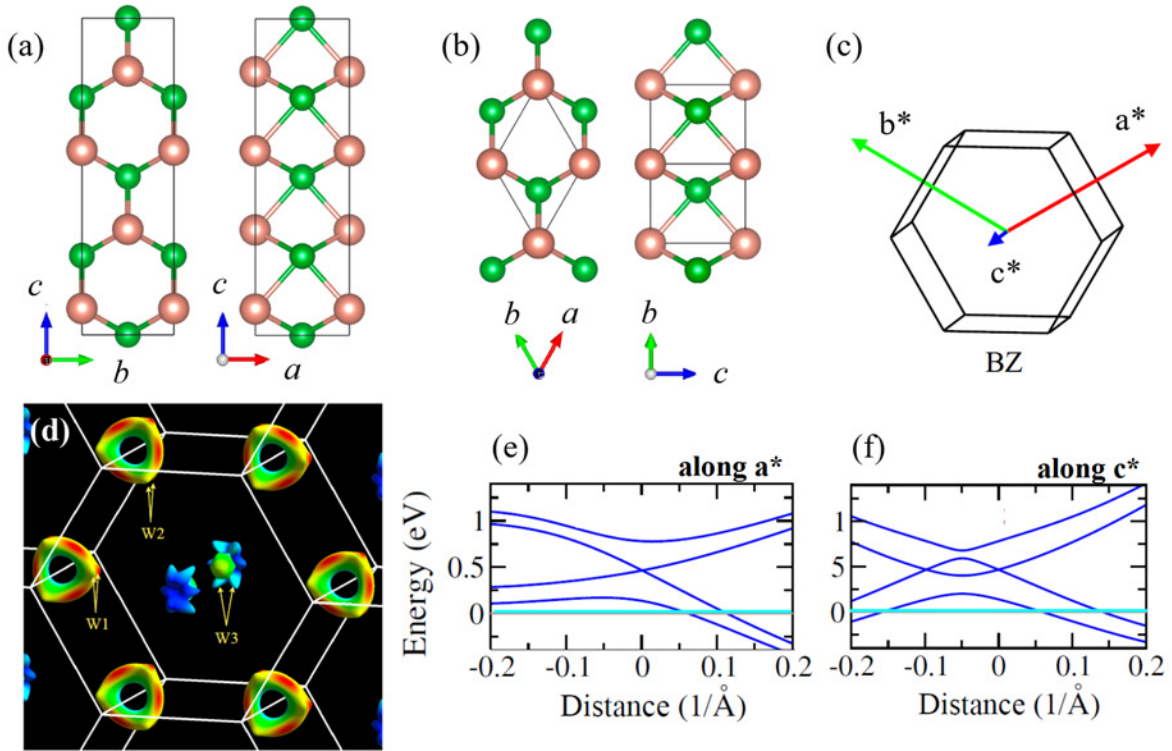 (a)
c
b
c
a
(b)
b
a
b
c
(c)
b*
a*
c*
BZ
(d)
W2
W1
W3
(e)
along a*
Energy (eV)
1
0.5
0
-0.2 -0.1 0 0.1 0.2
Distance (1/Å)
(f)
along c*
1
5
0
-0.2 -0.1 0 0.1 0.2
Distance (1/Å)